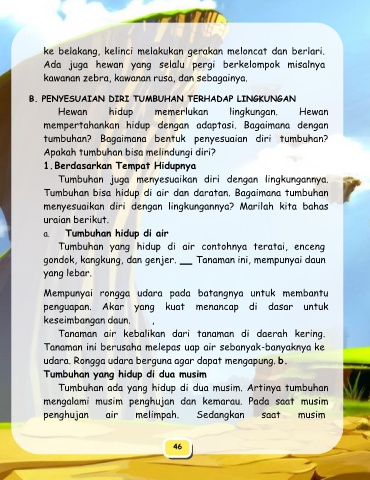 ke belakang, kelinci melakukan gerakan meloncat dan berlari.
Ada juga hewan yang selalu pergi berkelompok misalnya
kawanan zebra, kawanan rusa, dan sebagainya.
B. PENYESUAIAN DIRI TUMBUHAN TERHADAP LINGKUNGAN
Hewan hidup memerlukan lingkungan. Hewan
mempertahankan hidup dengan adaptasi. Bagaimana dengan
tumbuhan? Bagaimana bentuk penyesuaian diri tumbuhan?
Apakah tumbuhan bisa melindungi diri?
1. Berdasarkan Tempat Hidupnya
Tumbuhan juga menyesuaikan diri dengan lingkungannya.
Tumbuhan bisa hidup di air dan daratan. Bagaimana tumbuhan
menyesuaikan diri dengan lingkungannya? Marilah kita bahas
uraian berikut.
a. Tumbuhan hidup di air
Tumbuhan yang hidup di air contohnya teratai, enceng
gondok, kangkung, dan genjer. __ Tanaman ini, mempunyai daun
yang lebar.
Mempunyai rongga udara pada batangnya untuk membantu
penguapan. Akar yang kuat menancap di dasar untuk
keseimbangan daun. ,
Tanaman air kebalikan dari tanaman di daerah kering.
Tanaman ini berusaha melepas uap air sebanyak-banyaknya ke
udara. Rongga udara berguna agar dapat mengapung. b.
Tumbuhan yang hidup di dua musim
Tumbuhan ada yang hidup di dua musim. Artinya tumbuhan
mengalami musim penghujan dan kemarau. Pada saat musim
penghujan air melimpah. Sedangkan saat musim
46